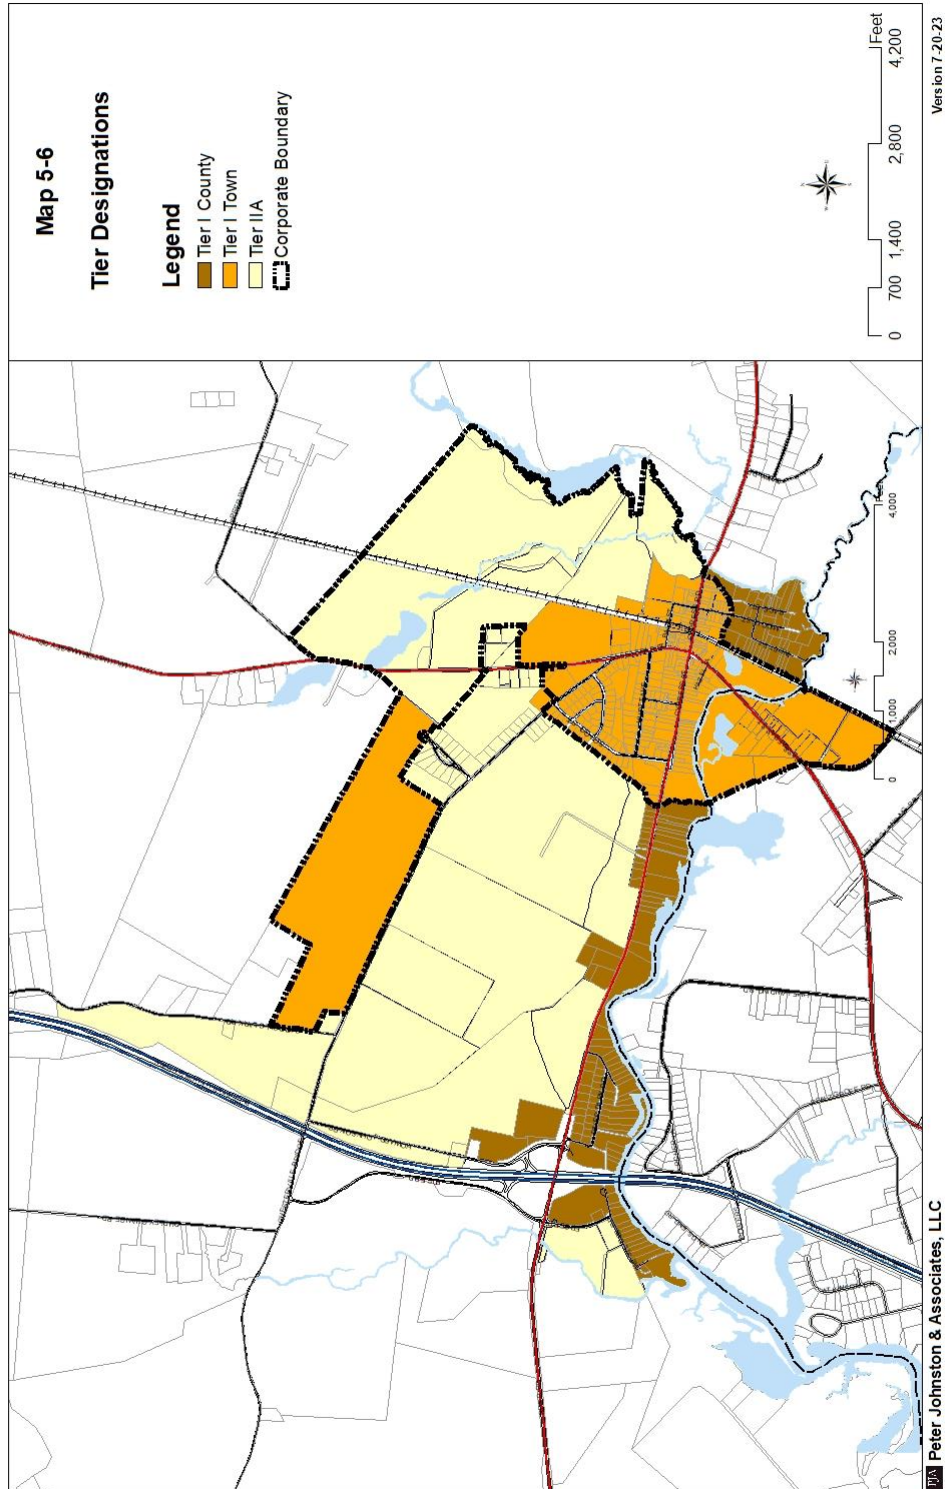 Map 5-6
Tier Designations
Legend
Tier I County
Tier I Town
Tier IIA
Corporate Boundary
Feet
0 700 1,400 2,800 4,200
0 1,000 2,000 4,000
Peter Johnston & Associates, LLC
Version 7-20-23